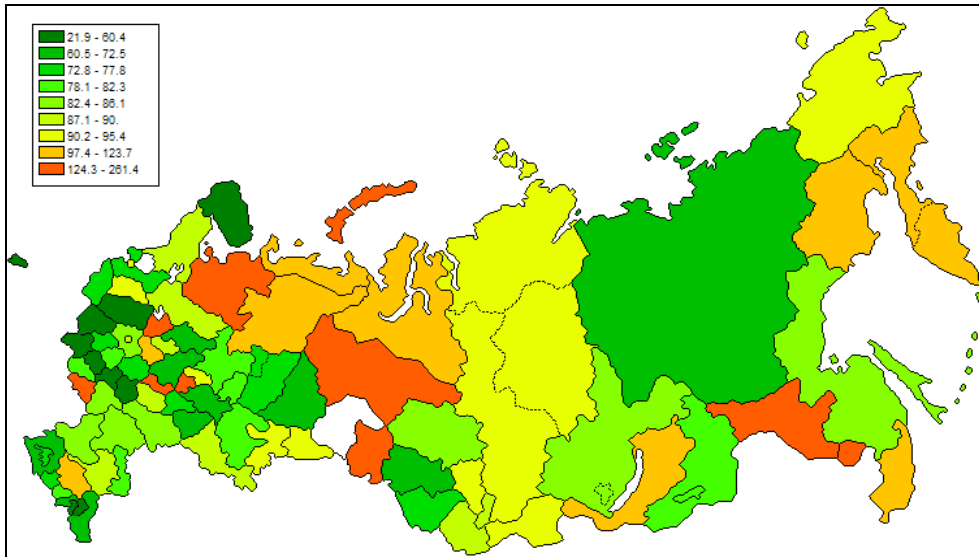 21.9 - 60.4
60.5 - 72.5
72.8 - 77.8
78.1 - 82.3
82.4 - 86.1
87.1 - 90.
90.2 - 95.4
97.4 - 123.7
124.3 - 261.4